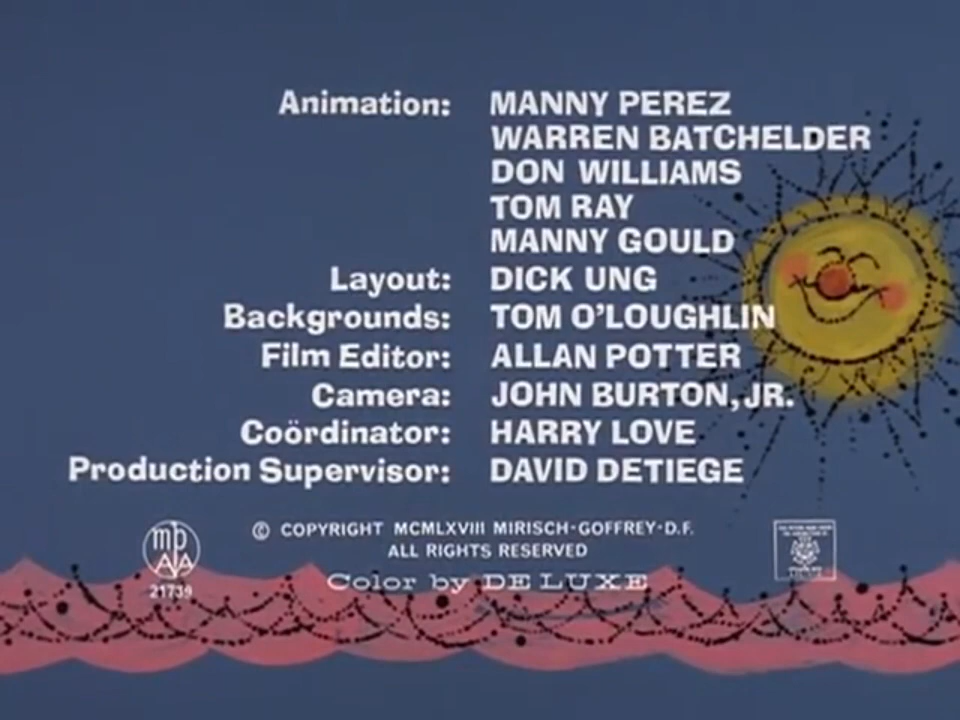 Animation: MANNY PEREZ
WARREN BATCHELDER
DON WILLIAMS
TOM RAY
MANNY GOULD
Layout: DICK UNG
Backgrounds: TOM O'LOUGHLIN
Film Editor: ALLAN POTTER
Camera: JOHN BURTON, JR.
Coördinator: HARRY LOVE
Production Supervisor: DAVID DETIEGE
© COPYRIGHT MCMLXVIII MIRISCH-GOFFREY-D.F.
ALL RIGHTS RESERVED
Color by DE LUXE
mpAA
21739